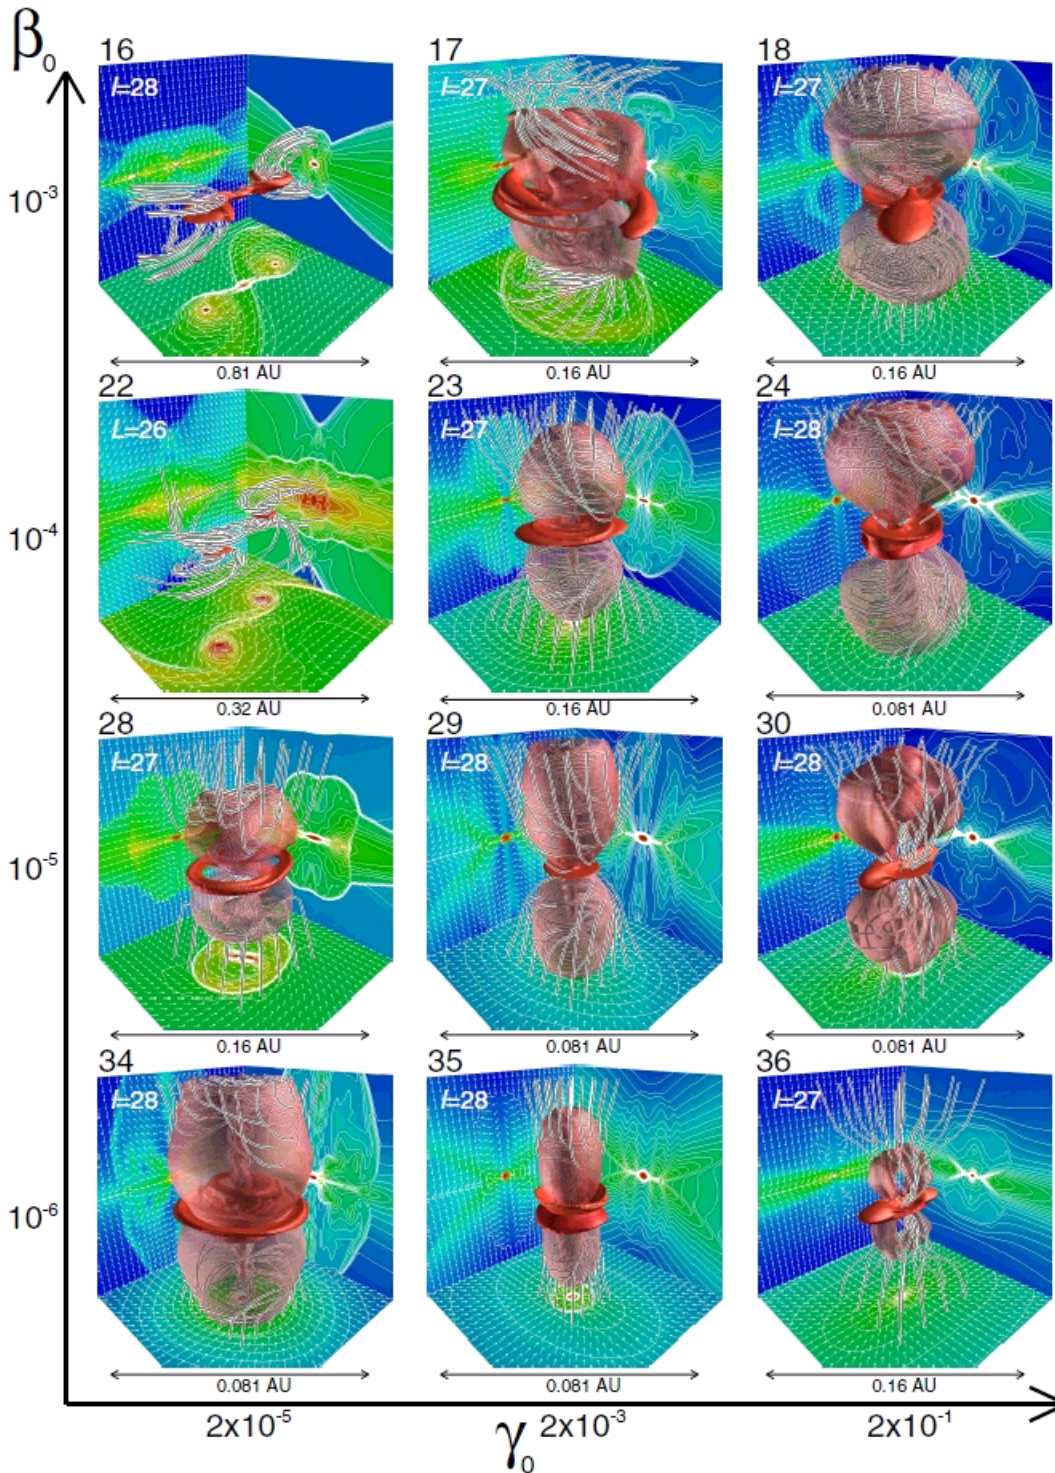 β₀
16 17 18
l=28 l=27 l=27
10⁻³
0.81 AU 0.16 AU 0.16 AU
22 23 24
L=26 l=27 l=28
10⁻⁴
0.32 AU 0.16 AU 0.081 AU
28 29 30
l=27 l=28 l=28
10⁻⁵
0.16 AU 0.081 AU 0.081 AU
34 35 36
l=28 l=28 l=27
10⁻⁶
0.081 AU 0.081 AU 0.16 AU
2x10⁻⁵ 2x10⁻³ 2x10⁻¹
γ₀